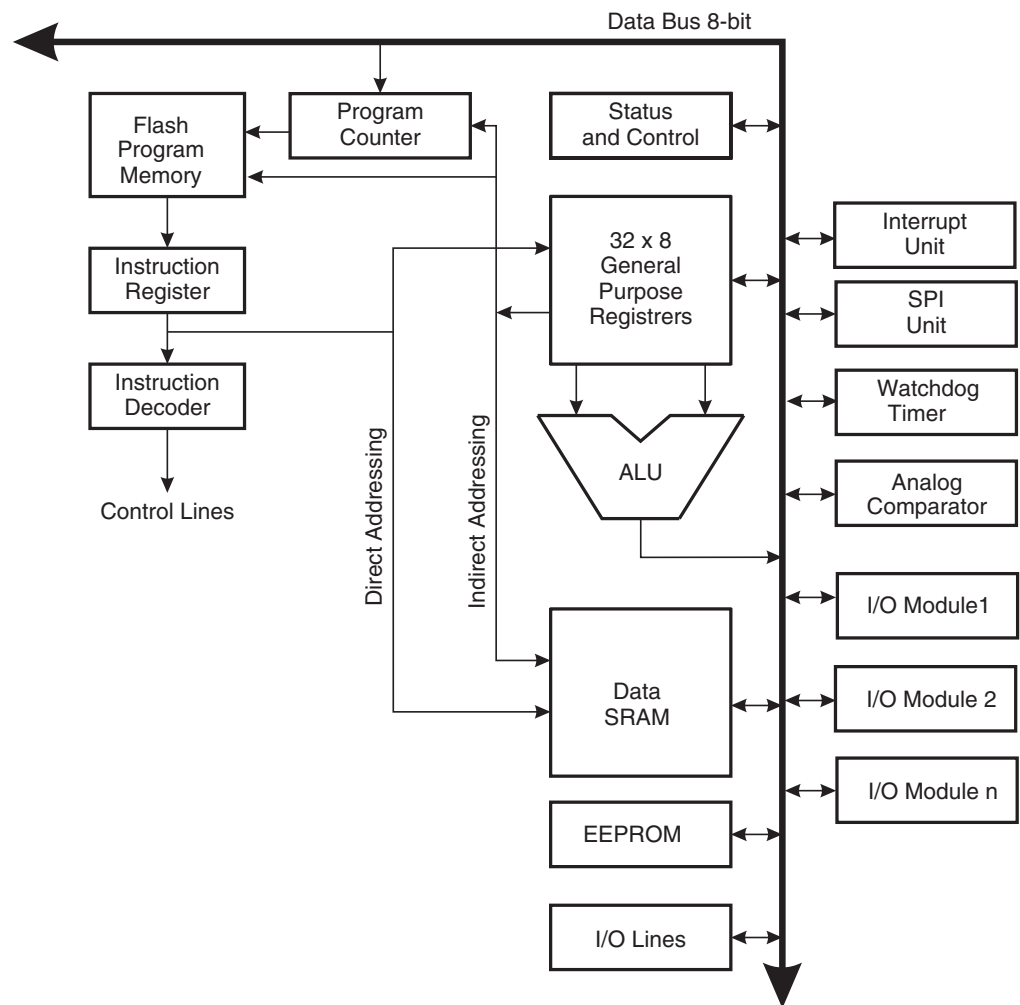 Data Bus 8-bit
Flash
Program
Memory
Program
Counter
Status
and Control
32 x 8
General
Purpose
Registrers
Interrupt
Unit
Instruction
Register
SPI
Unit
Instruction
Decoder
Watchdog
Timer
Direct Addressing
Indirect Addressing
ALU
Analog
Comparator
Control Lines
I/O Module1
Data
SRAM
I/O Module 2
I/O Module n
EEPROM
I/O Lines